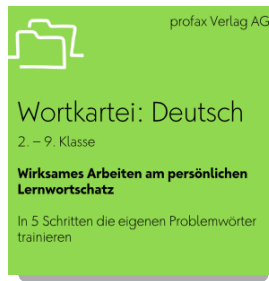 profax Verlag AG
Wortkartei: Deutsch
2. – 9. Klasse
Wirksames Arbeiten am persönlichen
Lernwortschatz
In 5 Schritten die eigenen Problemwörter
trainieren